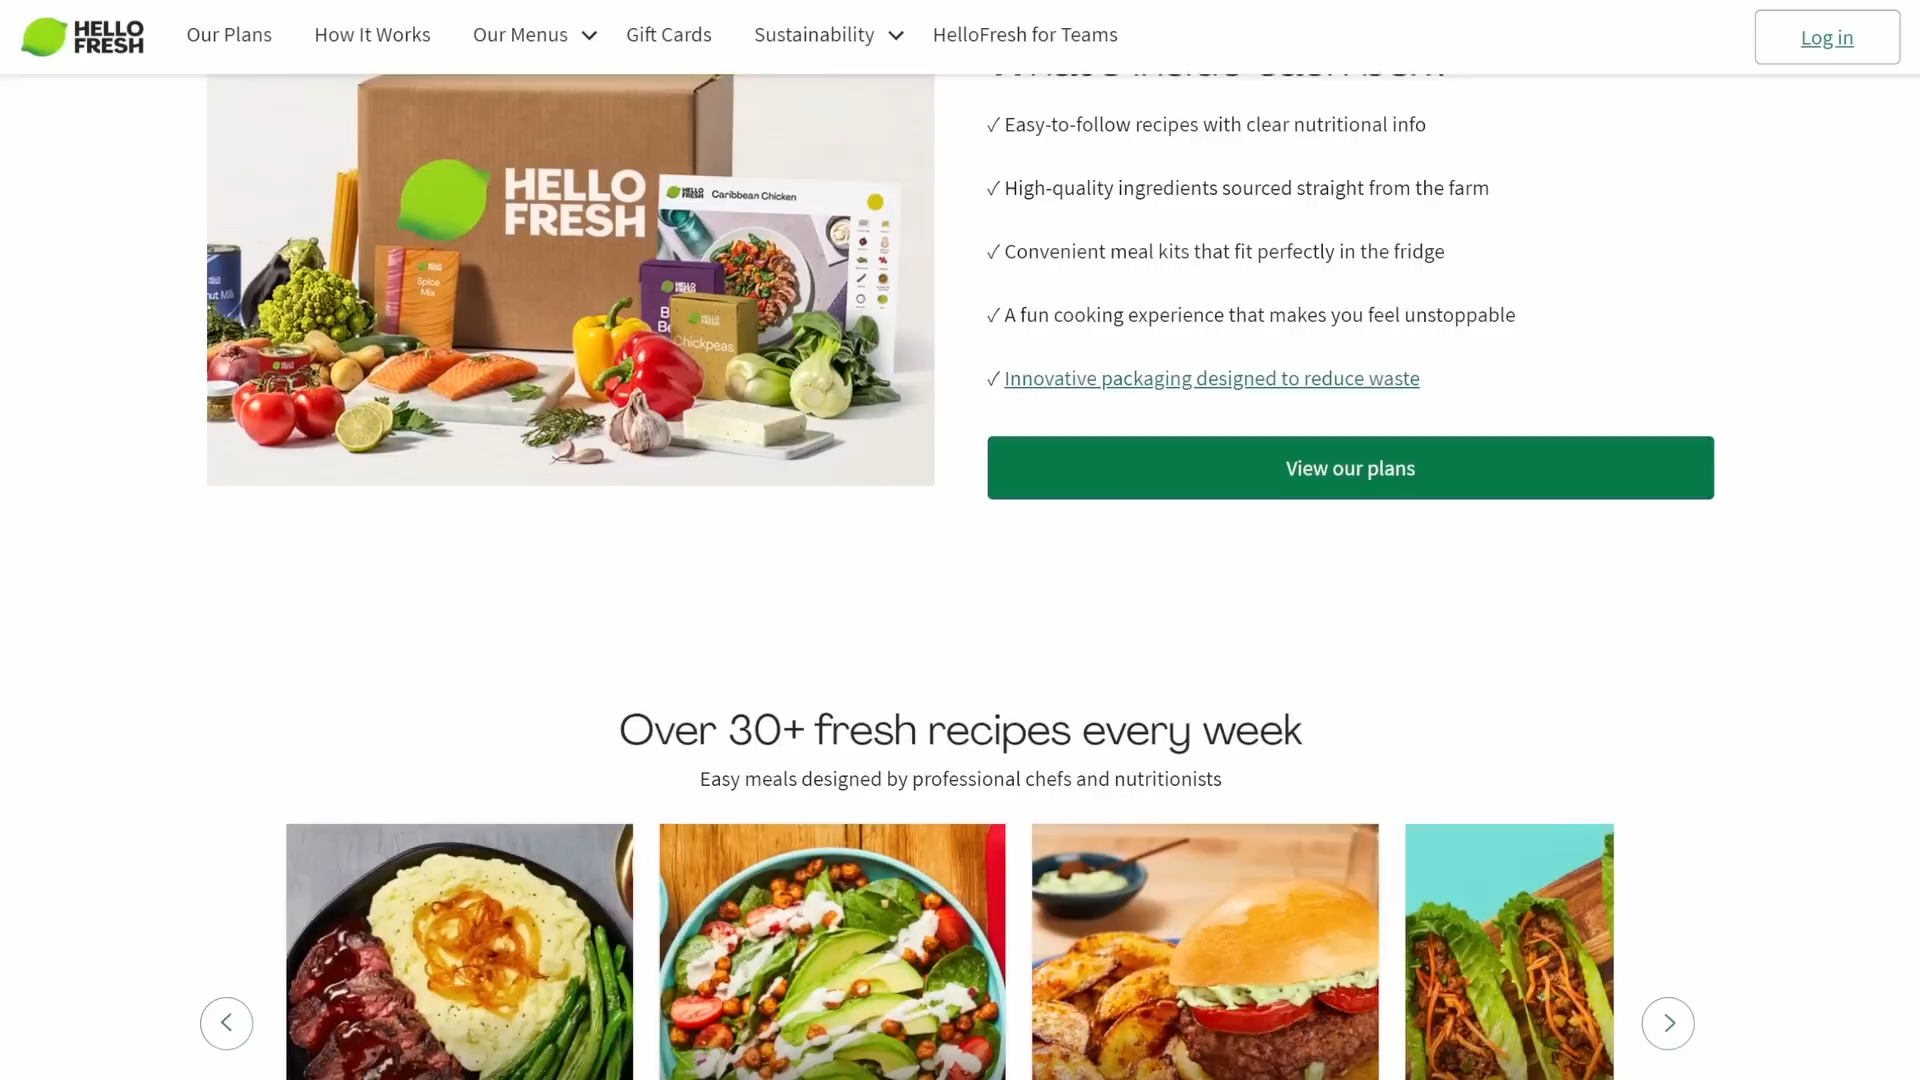 HELLO
FRESH
Our Plans
How It Works
Our Menus
Gift Cards
Sustainability
HelloFresh for Teams
Log in
✓ Easy-to-follow recipes with clear nutritional info
✓ High-quality ingredients sourced straight from the farm
✓ Convenient meal kits that fit perfectly in the fridge
✓ A fun cooking experience that makes you feel unstoppable
✓ Innovative packaging designed to reduce waste
View our plans
HELLO
FRESH
HELLO
FRESH
Caribbean Chicken
Spice
Mix
HELLO
FRESH
Chickpeas
Over 30+ fresh recipes every week
Easy meals designed by professional chefs and nutritionists